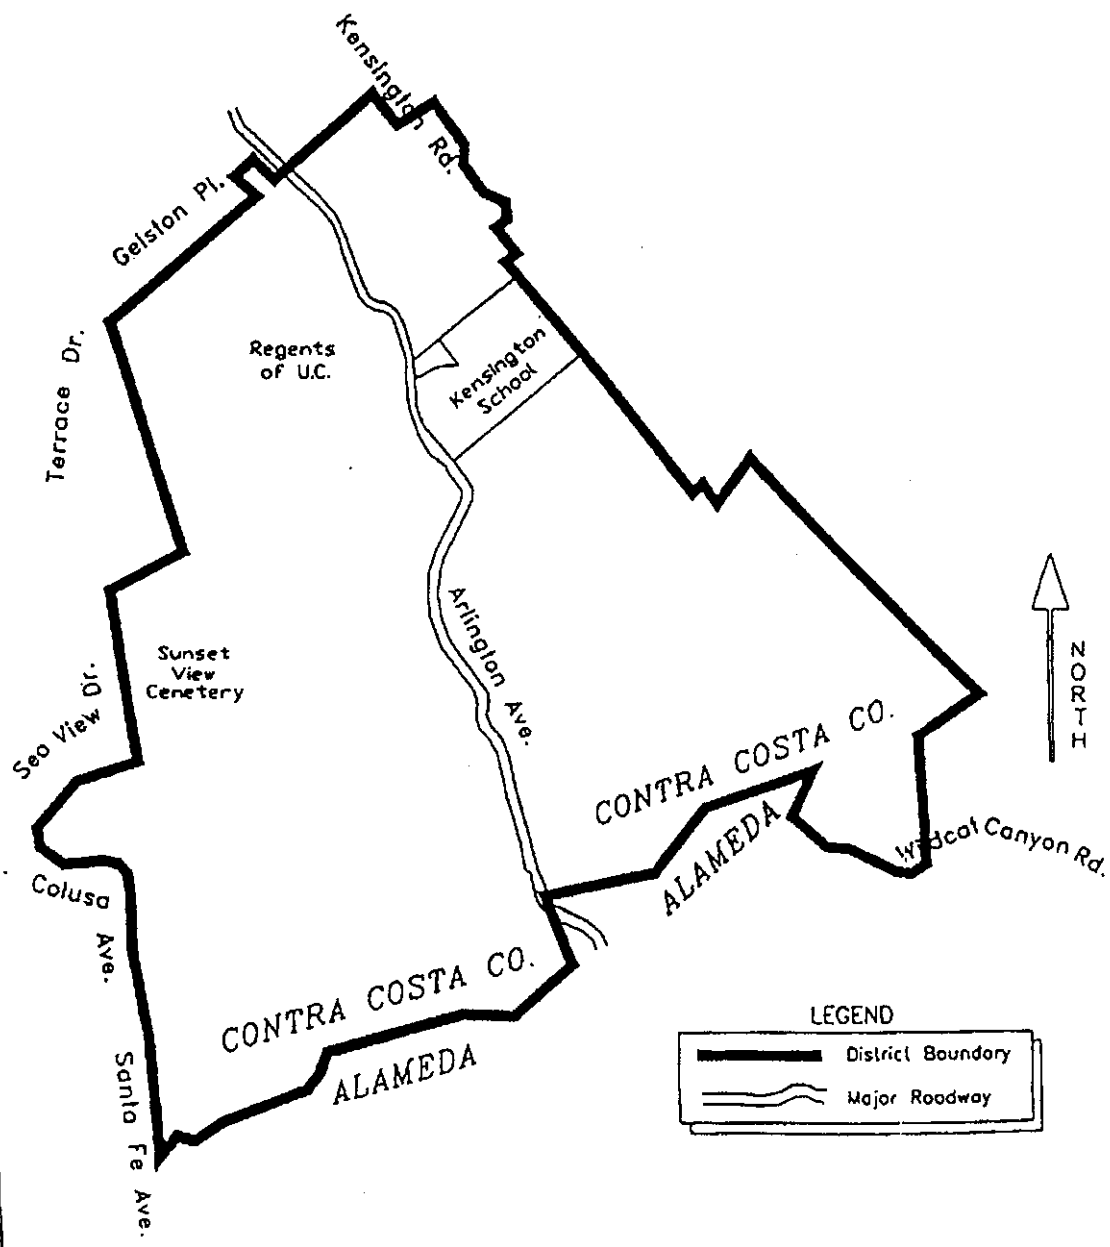 Kensington Rd.
Gelston Pl.
Terrace Dr.
Regents
of U.C.
Kensington
School
Arlington Ave.
Sunset
View
Cemetery
Sea View Dr.
NORTH
CONTRA COSTA CO.
ALAMEDA
Wildcat Canyon Rd.
Colusa Ave.
CONTRA COSTA CO.
ALAMEDA
Santa Fe Ave.
LEGEND
District Boundary
Major Roadway